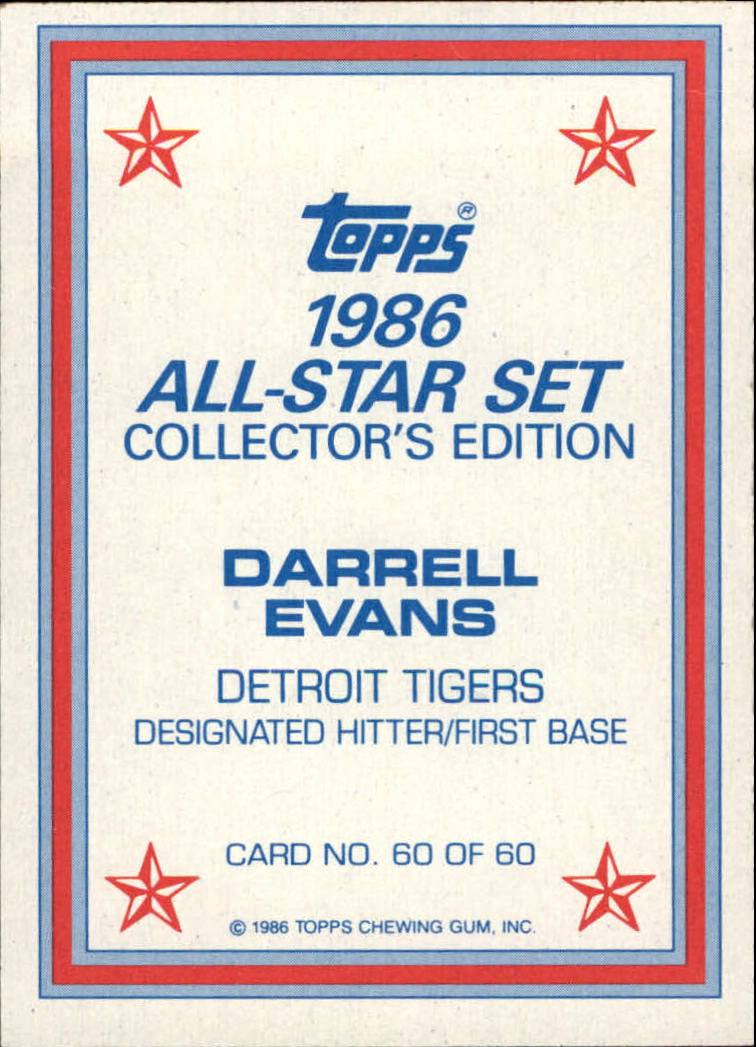 Topps®
1986
ALL-STAR SET
COLLECTOR'S EDITION
DARRELL
EVANS
DETROIT TIGERS
DESIGNATED HITTER/FIRST BASE
CARD NO. 60 OF 60
© 1986 TOPPS CHEWING GUM, INC.